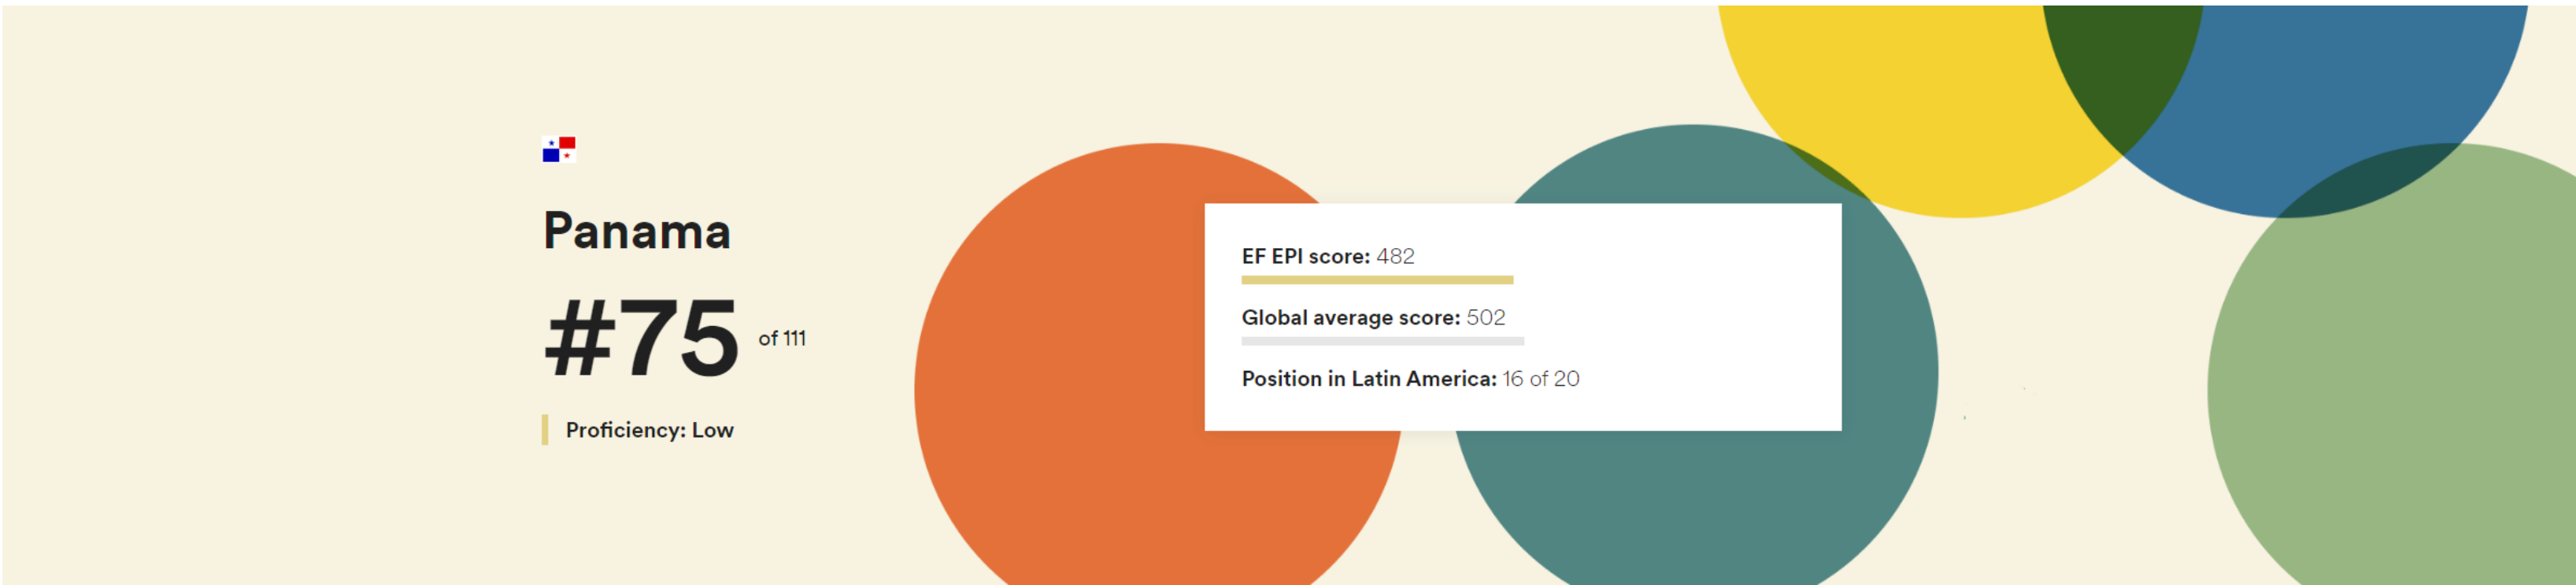 Panama
#75 of 111
Proficiency: Low
EF EPI score: 482
Global average score: 502
Position in Latin America: 16 of 20